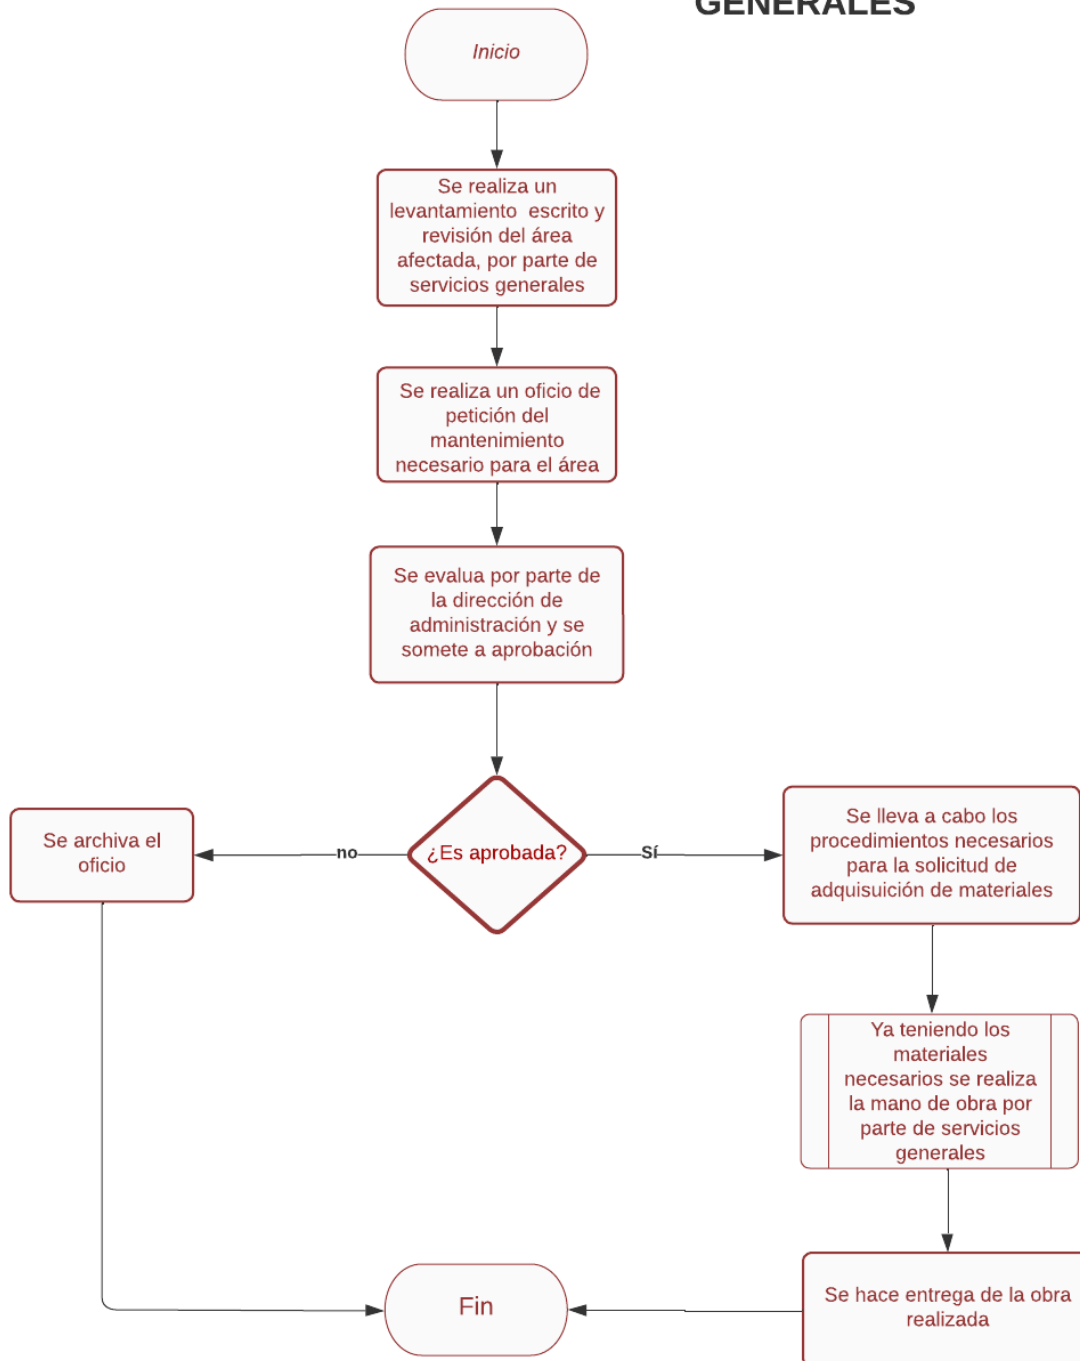 GENERALES
Inicio
Se realiza un
levantamiento escrito y
revisión del área
afectada, por parte de
servicios generales
Se realiza un oficio de
petición del
mantenimiento
necesario para el área
Se evalua por parte de
la dirección de
administración y se
somete a aprobación
¿Es aprobada?
no
Sí
Se archiva el
oficio
Se lleva a cabo los
procedimientos necesarios
para la solicitud de
adquisuición de materiales
Ya teniendo los
materiales
necesarios se realiza
la mano de obra por
parte de servicios
generales
Se hace entrega de la obra
realizada
Fin